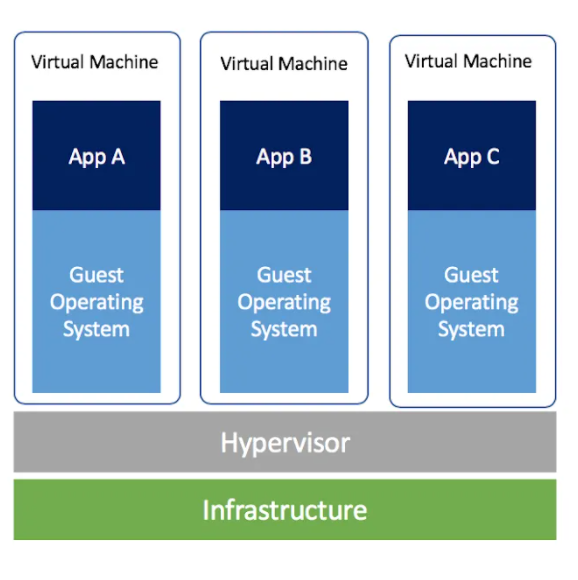 Virtual Machine
Virtual Machine
Virtual Machine
App A
App B
App C
Guest
Operating
System
Guest
Operating
System
Guest
Operating
System
Hypervisor
Infrastructure